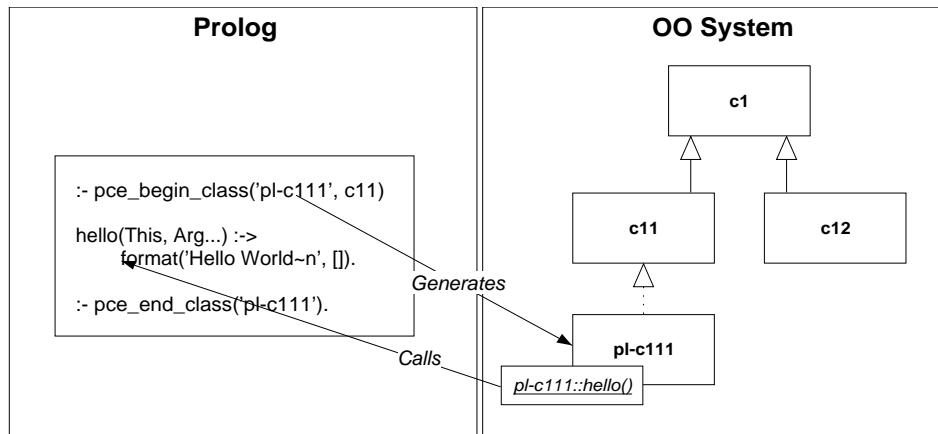 Prolog
:- pce_begin_class('pl-c111', c11)
hello(This, Arg...) :->
format('Hello World~n', []).
:- pce_end_class('pl-c111').
Generates
Calls
OO System
c1
c11
c12
pl-c111
pl-c111::hello()